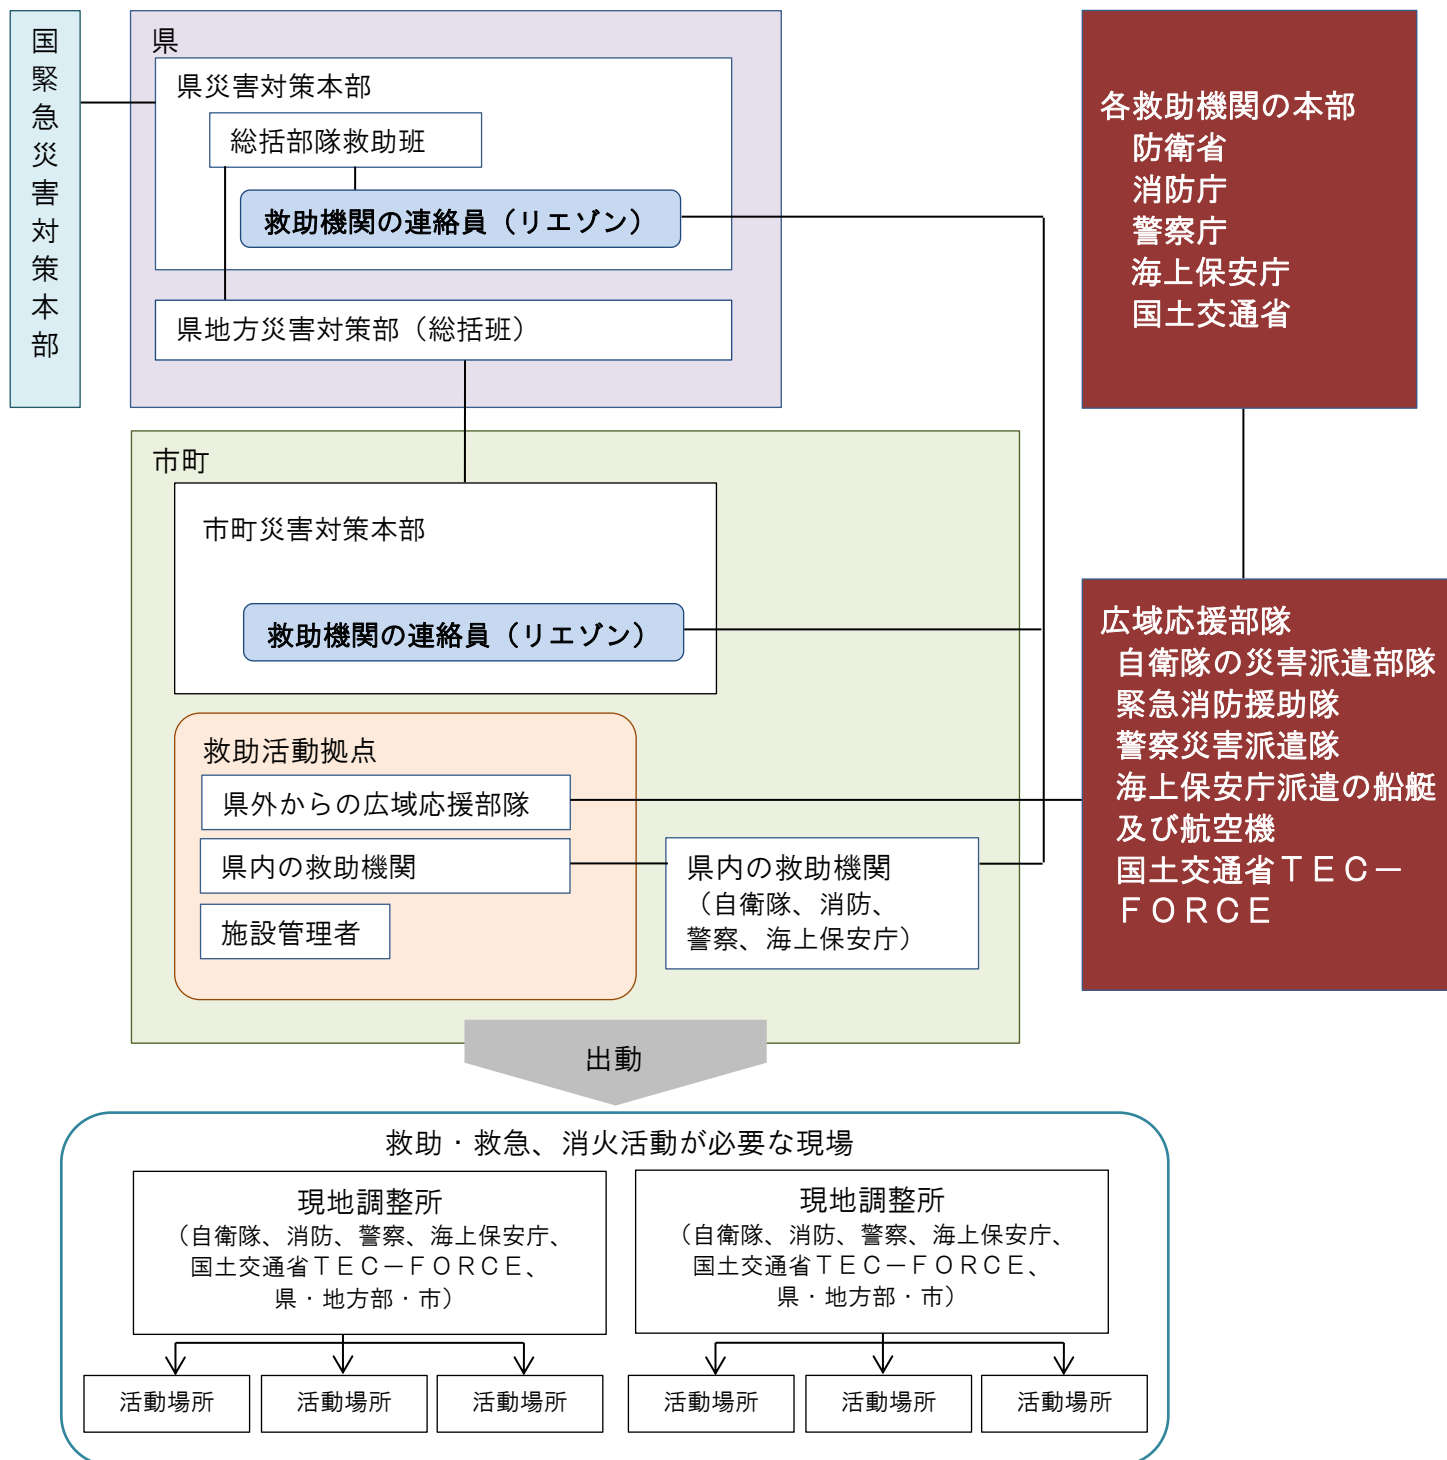 国緊急災害対策本部
県
県災害対策本部
総括部隊救助班
救助機関の連絡員（リエゾン）
県地方災害対策部（総括班）
各救助機関の本部
防衛省
消防庁
警察庁
海上保安庁
国土交通省
市町
市町災害対策本部
救助機関の連絡員（リエゾン）
救助活動拠点
県外からの広域応援部隊
県内の救助機関
施設管理者
県内の救助機関
（自衛隊、消防、
警察、海上保安庁）
広域応援部隊
自衛隊の災害派遣部隊
緊急消防援助隊
警察災害派遣隊
海上保安庁派遣の船艇
及び航空機
国土交通省ＴＥＣ－
ＦＯＲＣＥ
出動
救助・救急、消火活動が必要な現場
現地調整所
（自衛隊、消防、警察、海上保安庁、
国土交通省ＴＥＣ－ＦＯＲＣＥ、
県・地方部・市）
現地調整所
（自衛隊、消防、警察、海上保安庁、
国土交通省ＴＥＣ－ＦＯＲＣＥ、
県・地方部・市）
活動場所
活動場所
活動場所
活動場所
活動場所
活動場所